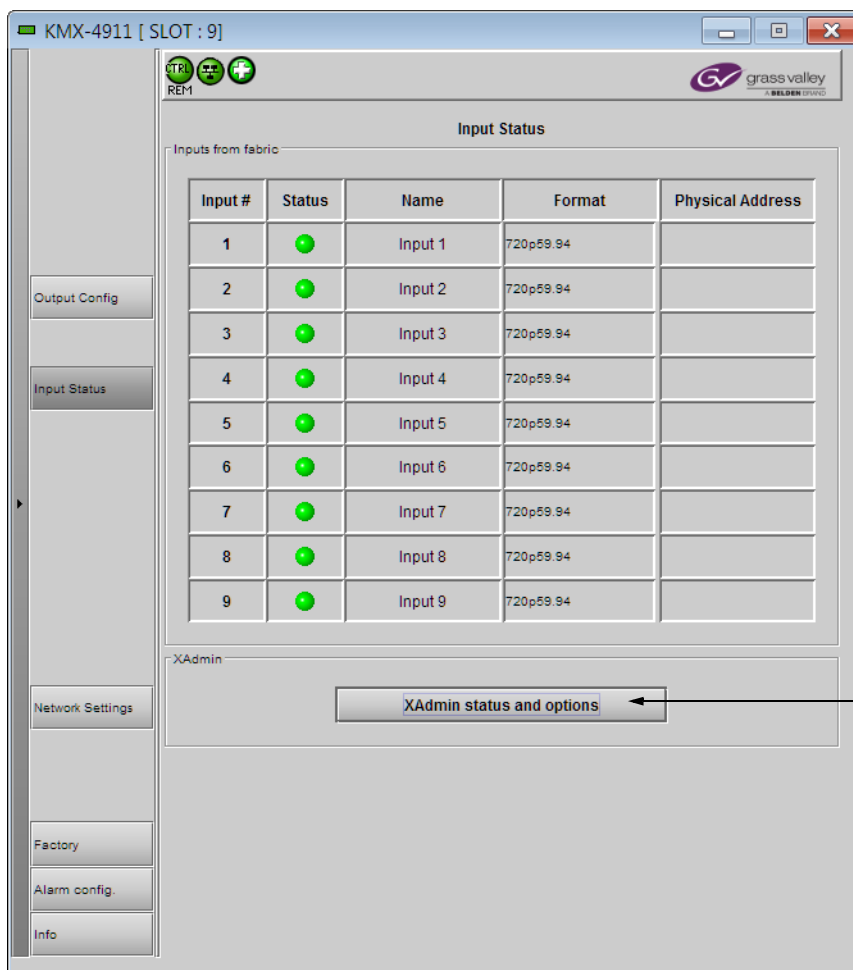 KMX-4911 [ SLOT : 9]
CTRL
REM
GV grass valley
A BELDEN BRAND
Input Status
Inputs from fabric
Input # Status Name Format Physical Address
1 Input 1 720p59.94
2 Input 2 720p59.94
3 Input 3 720p59.94
4 Input 4 720p59.94
5 Input 5 720p59.94
6 Input 6 720p59.94
7 Input 7 720p59.94
8 Input 8 720p59.94
9 Input 9 720p59.94
Output Config
Input Status
Network Settings
Factory
Alarm config.
Info
XAdmin
XAdmin status and options